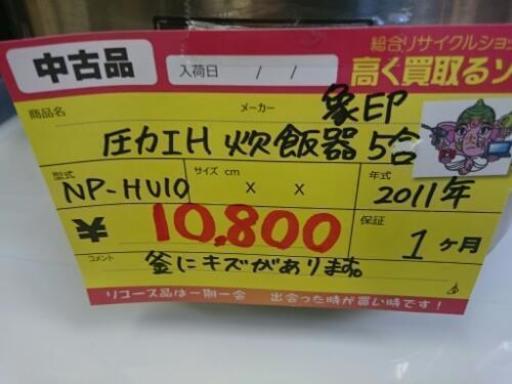 総合リサイクルショ
中古品 入荷日 / / 高く買取るゾ
商品名 メーカー 象印
圧力IH 炊飯器 5合
型式 NP-HU10 サイズ cm x x 年式 2011年
¥ 10,800 保証 1ヶ月
コメント 釜にキズがあります。
リユース品は一期一会 出会った時が買い時です!